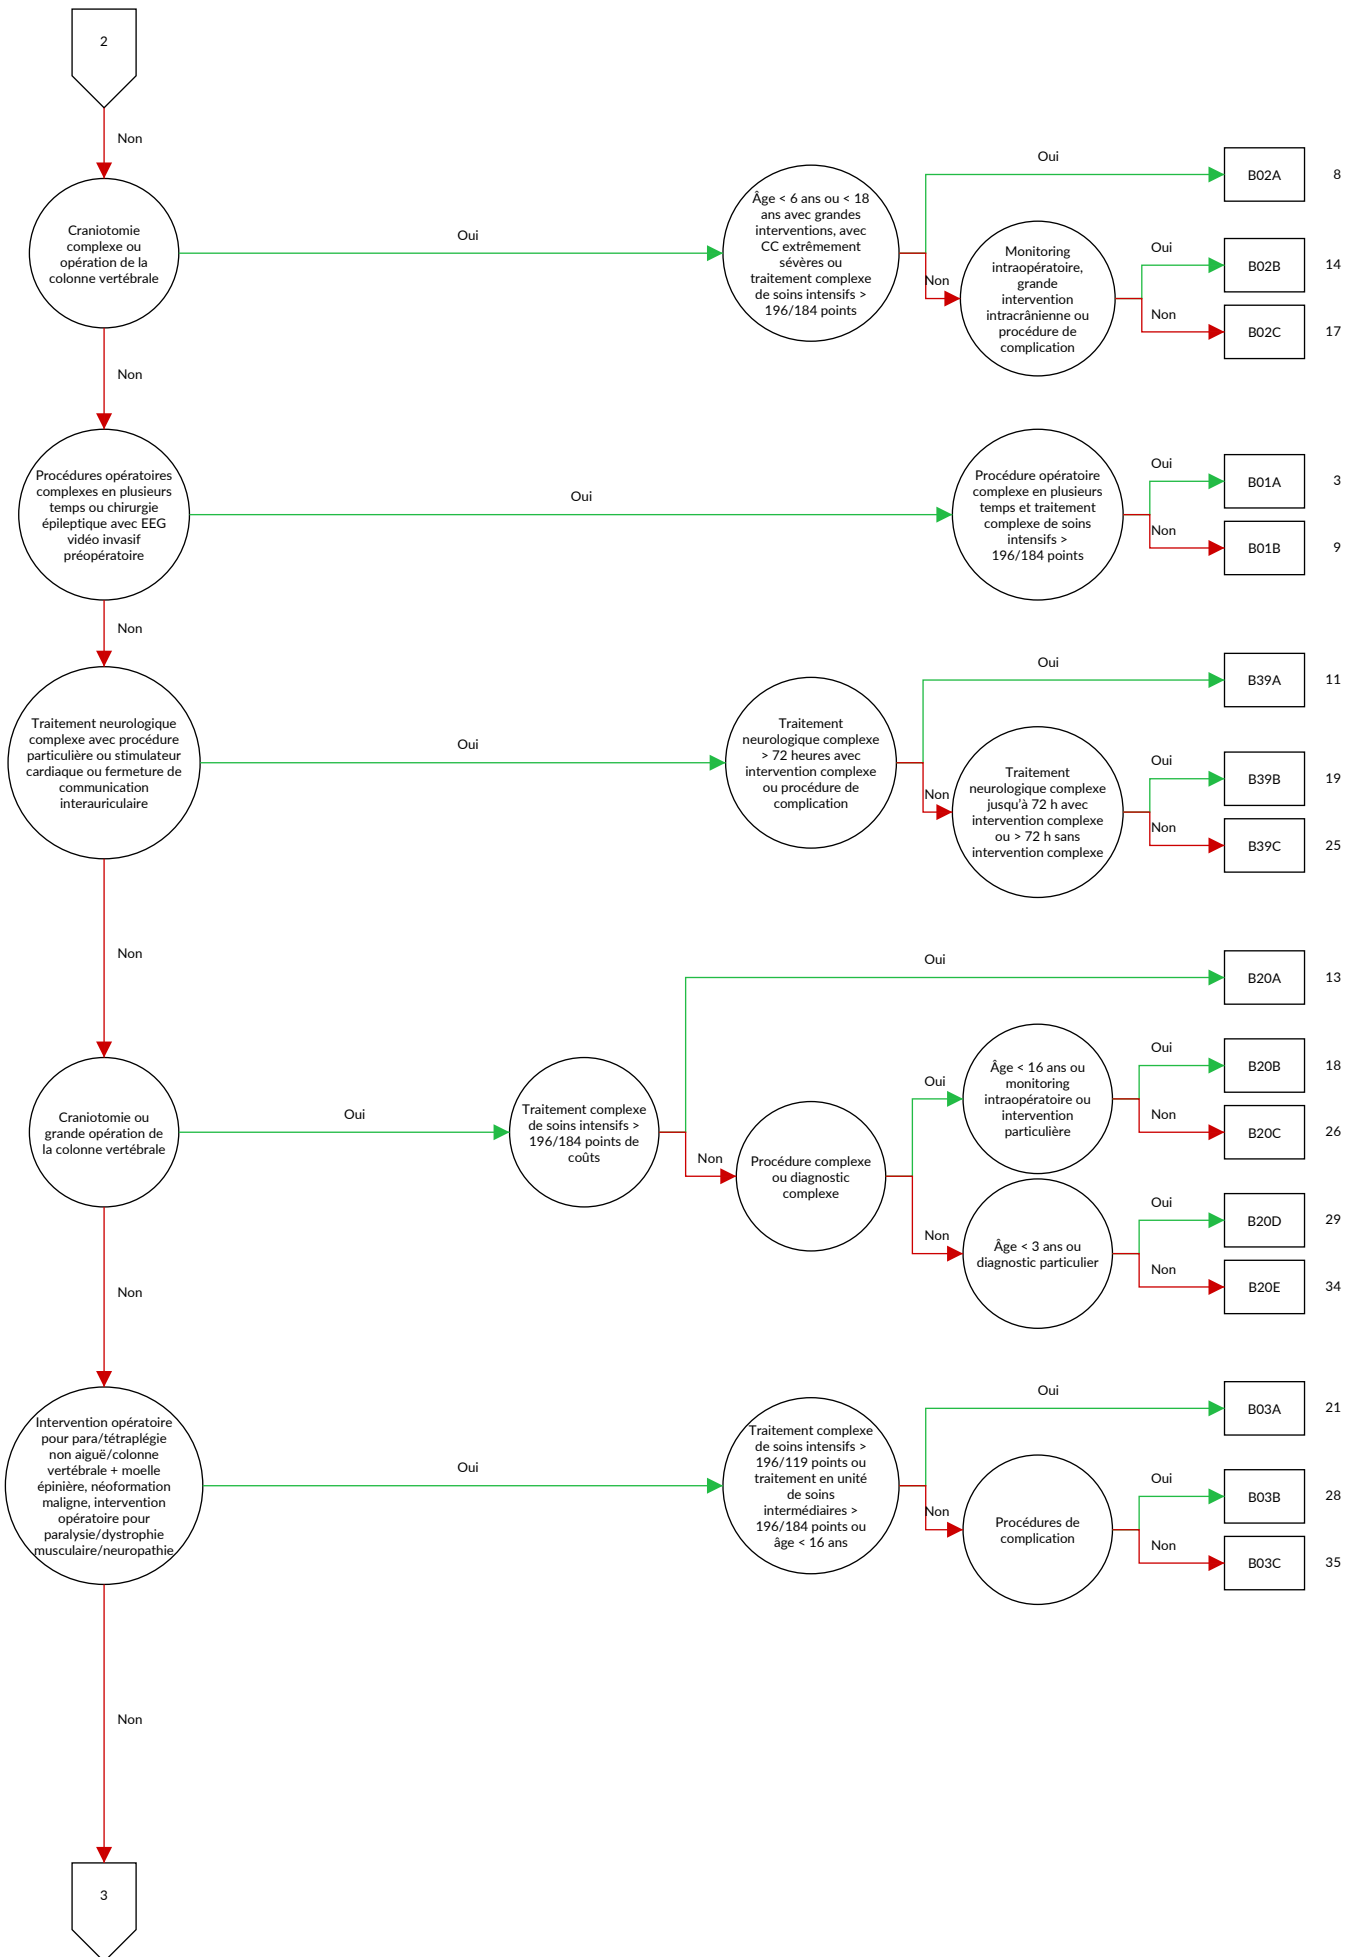 2
Non
Craniotomie
complexe ou
opération de la
colonne vertébrale
Oui
Âge < 6 ans ou < 18
ans avec grandes
interventions, avec
CC extrêmement
sévères ou
traitement complexe
de soins intensifs >
196/184 points
Oui
B02A
8
Non
Monitoring
intraopératoire,
grande
intervention
intracrânienne ou
procédure de
complication
Oui
B02B
14
Non
B02C
17
Non
Procédures opératoires
complexes en plusieurs
temps ou chirurgie
épileptique avec EEG
vidéo invasif
préopératoire
Oui
Procédure opératoire
complexe en plusieurs
temps et traitement
complexe de soins
intensifs >
196/184 points
Oui
B01A
3
Non
B01B
9
Non
Traitement neurologique
complexe avec procédure
particulière ou stimulateur
cardiaque ou fermeture de
communication
interauriculaire
Oui
Traitement
neurologique complexe
> 72 heures avec
intervention complexe
ou procédure de
complication
Oui
B39A
11
Non
Traitement
neurologique complexe
jusqu'à 72 h avec
intervention complexe
ou > 72 h sans
intervention complexe
Oui
B39B
19
Non
B39C
25
Non
Craniotomie ou
grande opération de
la colonne vertébrale
Oui
Traitement complexe
de soins intensifs >
196/184 points de
coûts
Oui
B20A
13
Non
Procédure complexe
ou diagnostic
complexe
Oui
Âge < 16 ans ou
monitoring
intraopératoire ou
intervention
particulière
Oui
B20B
18
Non
B20C
26
Non
Âge < 3 ans ou
diagnostic particulier
Oui
B20D
29
Non
B20E
34
Non
Intervention opératoire
pour para/tétraplégie
non aiguë/colonne
vertébrale + moelle
épinière, néoformation
maligne, intervention
opératoire pour
paralysie/dystrophie
musculaire/neuropathie
Oui
Traitement complexe
de soins intensifs >
196/119 points ou
traitement en unité
de soins
intermédiaires >
196/184 points ou
âge < 16 ans
Oui
B03A
21
Non
Procédures de
complication
Oui
B03B
28
Non
B03C
35
Non
3